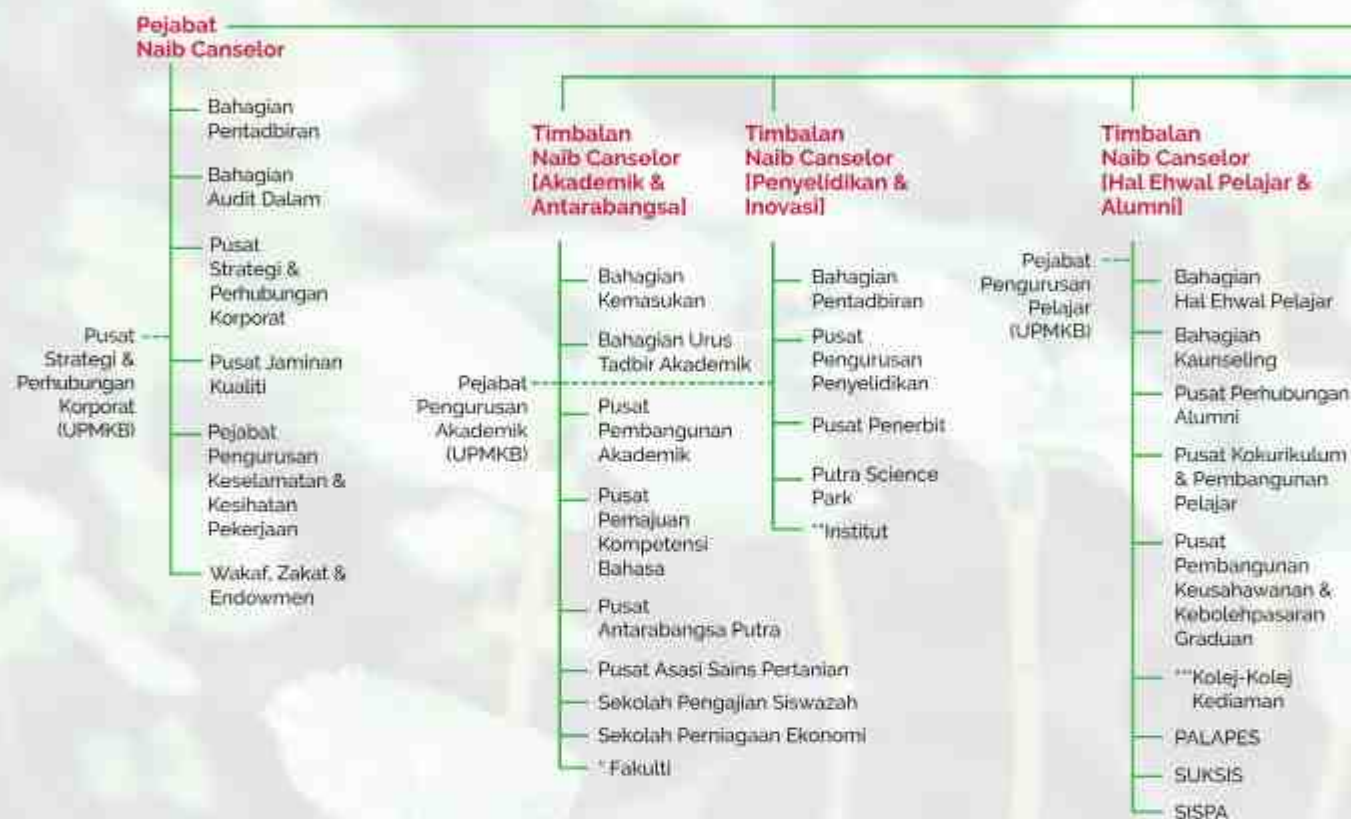 Pejabat
Naib Canselor
Bahagian
Pentadbiran
Bahagian
Audit Dalam
Pusat
Strategi &
Perhubungan
Korporat
Pusat
Strategi &
Perhubungan
Korporat
(UPMKB)
Pusat Jaminan
Kualiti
Pejabat
Pengurusan
Keselamatan &
Kesihatan
Pekerjaan
Wakaf, Zakat &
Endowmen
Timbalan
Naib Canselor
[Akademik &
Antarabangsa]
Bahagian
Kemasukan
Bahagian Urus
Tadbir Akademik
Pejabat
Pengurusan
Akademik
(UPMKB)
Pusat
Pembangunan
Akademik
Pusat
Pemajuan
Kompetensi
Bahasa
Pusat
Antarabangsa Putra
Pusat Asasi Sains Pertanian
Sekolah Pengajian Siswazah
Sekolah Perniagaan Ekonomi
* Fakulti
Timbalan
Naib Canselor
[Penyelidikan &
Inovasi]
Bahagian
Pentadbiran
Pusat
Pengurusan
Penyelidikan
Pusat Penerbit
Putra Science
Park
**Institut
Timbalan
Naib Canselor
[Hal Ehwal Pelajar &
Alumni]
Pejabat
Pengurusan
Pelajar
(UPMKB)
Bahagian
Hal Ehwal Pelajar
Bahagian
Kaunseling
Pusat Perhubungan
Alumni
Pusat Kokurikulum
& Pembangunan
Pelajar
Pusat
Pembangunan
Keusahawanan &
Kebolehpasaran
Graduan
***Kolej-Kolej
Kediaman
PALAPES
SUKSIS
SISPA